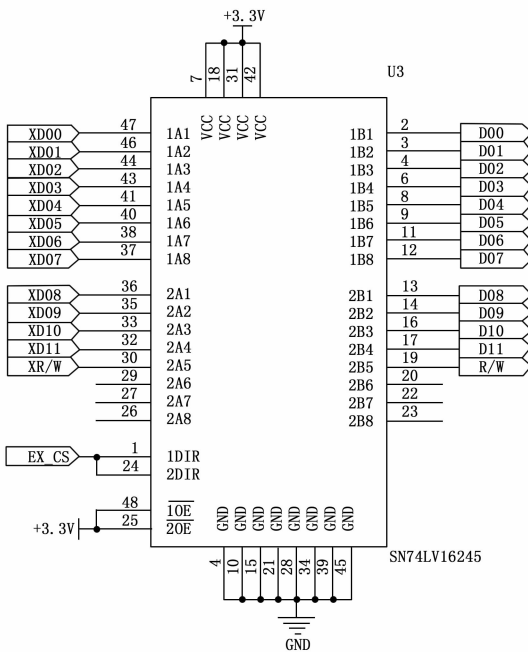 +3.3V
U3
7 18 31 42
VCC VCC VCC VCC
XD00 47 1A1 1B1 2 D00
XD01 46 1A2 1B2 3 D01
XD02 44 1A3 1B3 4 D02
XD03 43 1A4 1B4 6 D03
XD04 41 1A5 1B5 8 D04
XD05 40 1A6 1B6 9 D05
XD06 38 1A7 1B7 11 D06
XD07 37 1A8 1B8 12 D07
XD08 36 2A1 2B1 13 D08
XD09 35 2A2 2B2 14 D09
XD10 33 2A3 2B3 16 D10
XD11 32 2A4 2B4 17 D11
XR/W 30 2A5 2B5 19 R/W
29 2A6 2B6 20
27 2A7 2B7 22
26 2A8 2B8 23
EX_CS 1 1DIR
24 2DIR
48 1OE
+3.3V 25 2OE
GND GND GND GND GND GND GND GND
4 10 15 21 28 34 39 45
SN74LV16245
GND